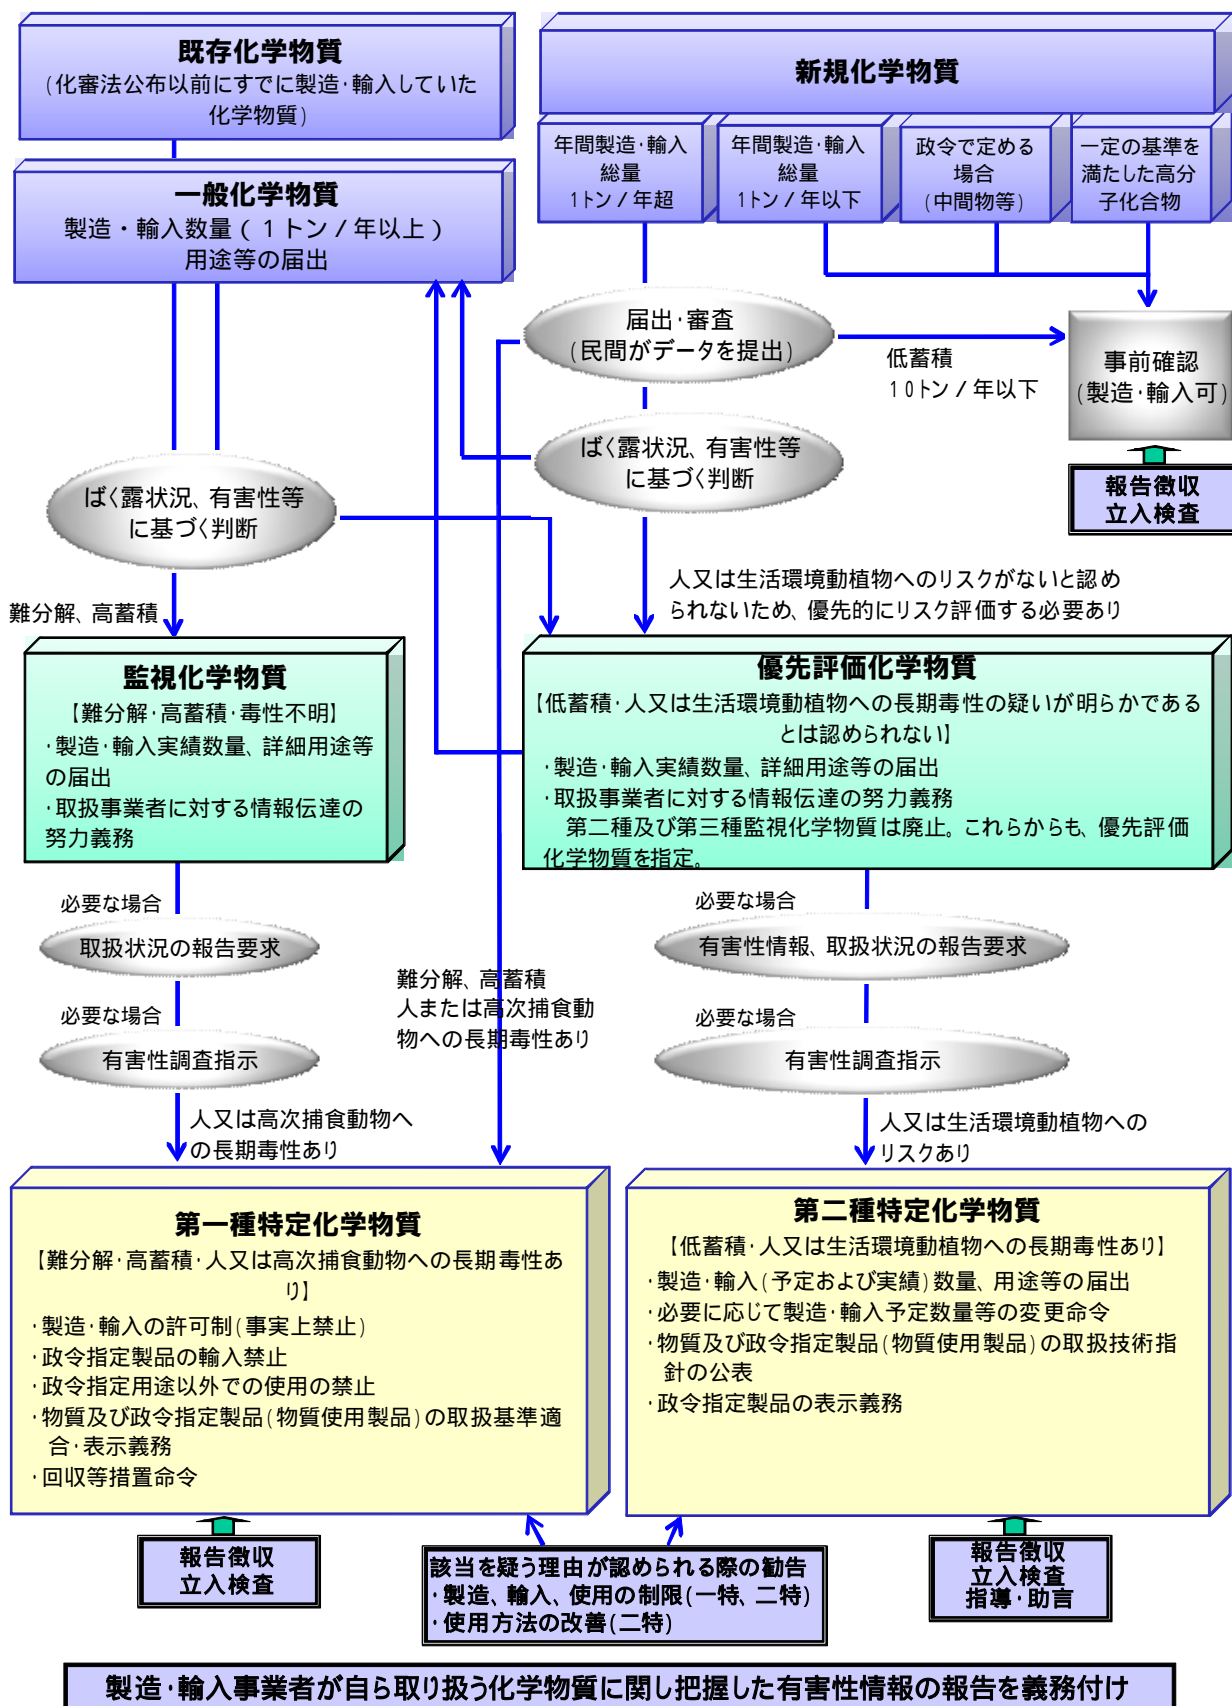 既存化学物質
(化審法公布以前にすでに製造･輸入していた
化学物質)
新規化学物質
年間製造･輸入
総量
1トン/年超
年間製造･輸入
総量
1トン/年以下
政令で定める
場合
(中間物等)
一定の基準を
満たした高分
子化合物
一般化学物質
製造・輸入数量(1トン/年以上)
用途等の届出
届出･審査
(民間がデータを提出)
低蓄積
10トン/年以下
事前確認
(製造･輸入可)
報告徴収
立入検査
ばく露状況、有害性等
に基づく判断
ばく露状況、有害性等
に基づく判断
難分解、高蓄積
人又は生活環境動植物へのリスクがないと認め
られないため、優先的にリスク評価する必要あり
監視化学物質
【難分解･高蓄積･毒性不明】
･製造･輸入実績数量、詳細用途等
の届出
･取扱事業者に対する情報伝達の
努力義務
優先評価化学物質
【低蓄積･人又は生活環境動植物への長期毒性の疑いが明らかである
とは認められない】
･製造･輸入実績数量、詳細用途等の届出
･取扱事業者に対する情報伝達の努力義務
第二種及び第三種監視化学物質は廃止。これらからも、優先評価
化学物質を指定。
必要な場合
取扱状況の報告要求
必要な場合
有害性調査指示
人又は高次捕食動物へ
の長期毒性あり
難分解、高蓄積
人または高次捕食動
物への長期毒性あり
必要な場合
有害性情報、取扱状況の報告要求
必要な場合
有害性調査指示
人又は生活環境動植物への
リスクあり
第一種特定化学物質
【難分解･高蓄積･人又は高次捕食動物への長期毒性あ
り】
･製造･輸入の許可制(事実上禁止)
･政令指定製品の輸入禁止
･政令指定用途以外での使用の禁止
･物質及び政令指定製品(物質使用製品)の取扱基準適
合･表示義務
･回収等措置命令
第二種特定化学物質
【低蓄積･人又は生活環境動植物への長期毒性あり】
･製造･輸入(予定および実績)数量、用途等の届出
･必要に応じて製造･輸入予定数量等の変更命令
･物質及び政令指定製品(物質使用製品)の取扱技術指
針の公表
･政令指定製品の表示義務
報告徴収
立入検査
該当を疑う理由が認められる際の勧告
･製造、輸入、使用の制限(一特、二特)
･使用方法の改善(二特)
報告徴収
立入検査
指導･助言
製造･輸入事業者が自ら取り扱う化学物質に関し把握した有害性情報の報告を義務付け